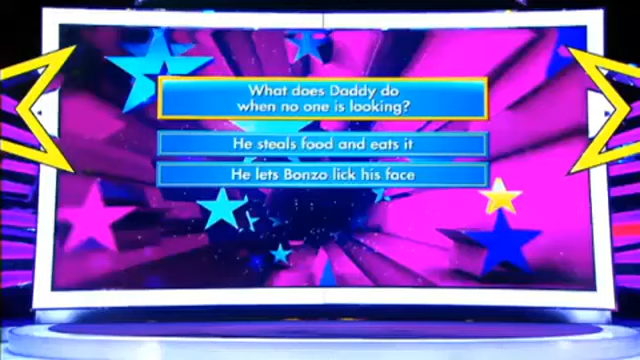 What does Daddy do
when no one is looking?
He steals food and eats it
He lets Bonzo lick his face